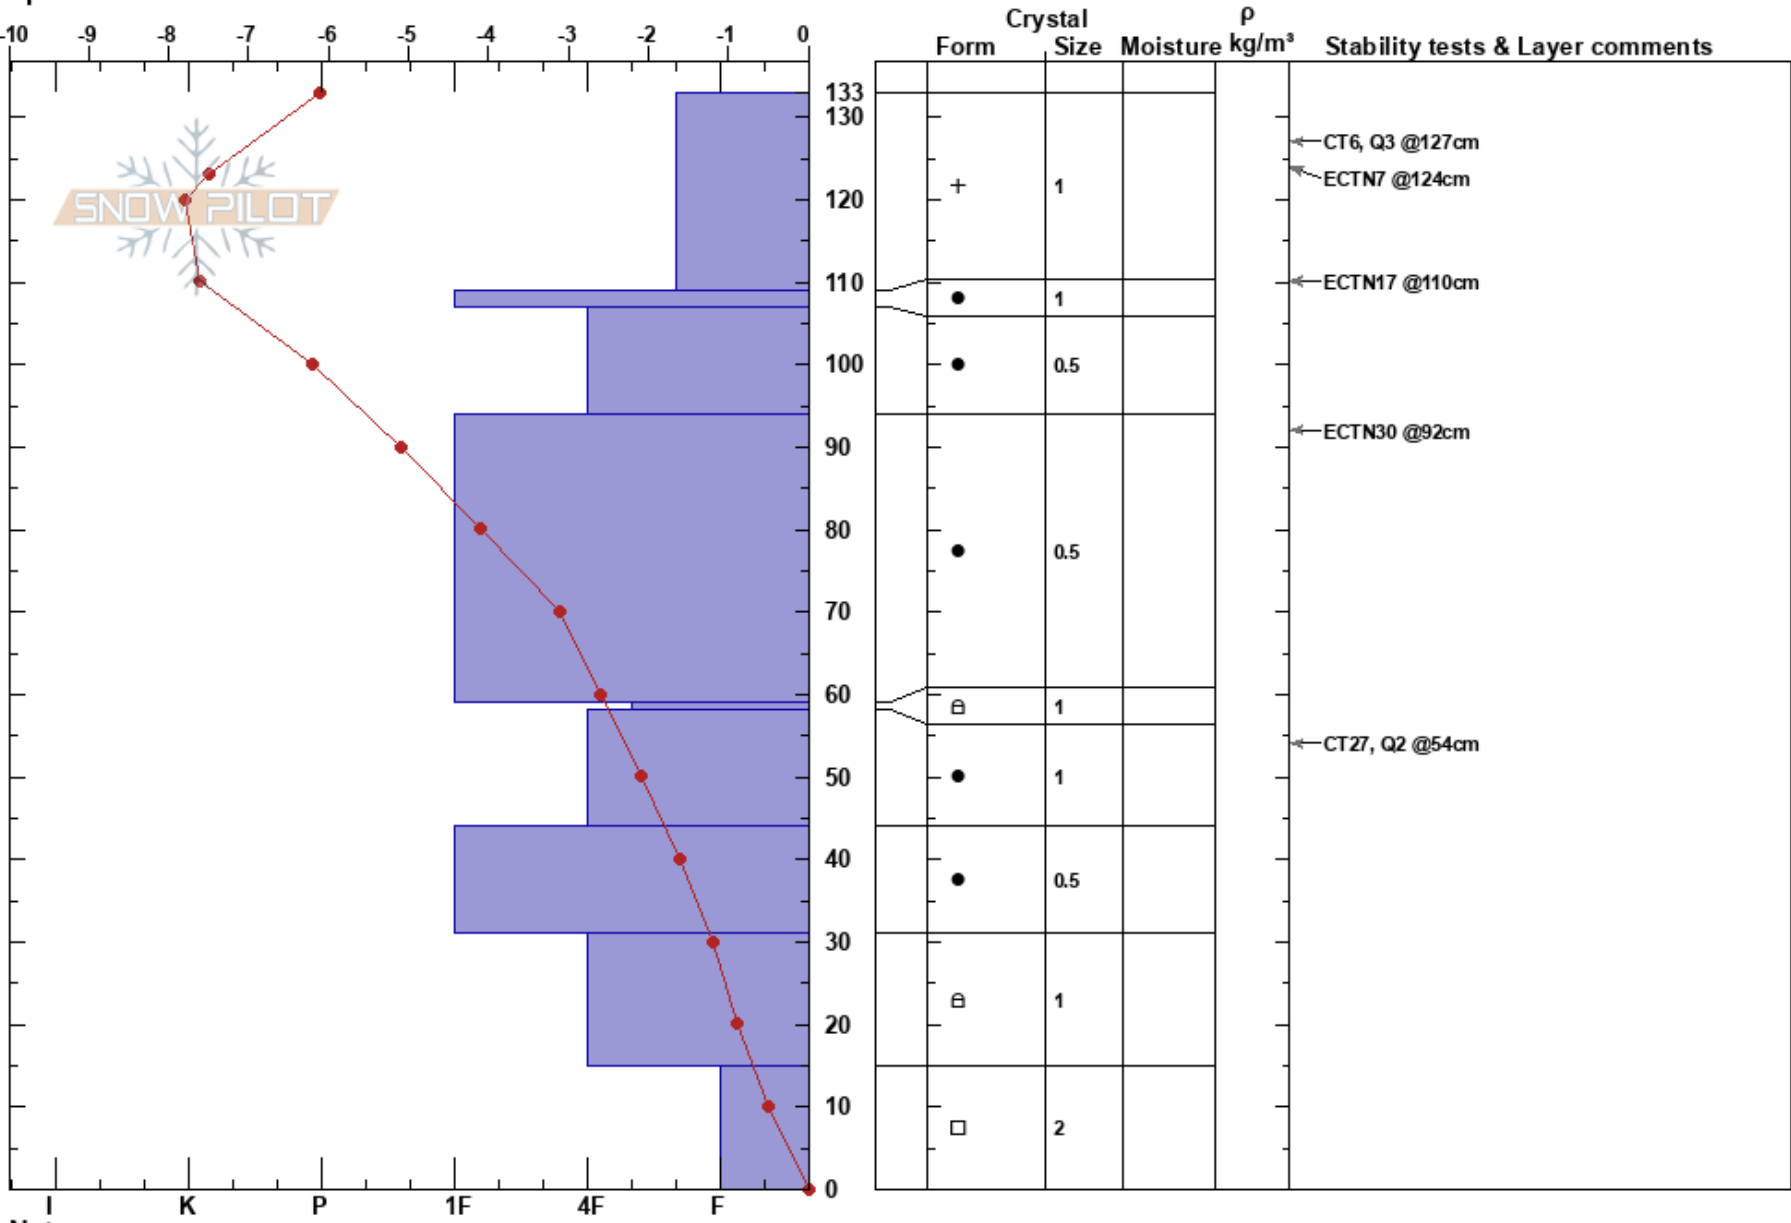 Crystal ρ
-10 -9 -8 -7 -6 -5 -4 -3 -2 -1 0 Form Size Moisture kg/m³ Stability tests & Layer comments
133
130
CT6, Q3 @127cm
SNOW PILOT
120 + 1 ECTN7 @124cm
110 ECTN17 @110cm
1
100 0.5
ECTN30 @92cm
90
80 0.5
70
60 1
CT27, Q2 @54cm
50 1
40 0.5
30
20 1
10 2
0
I K P 1F 4F F